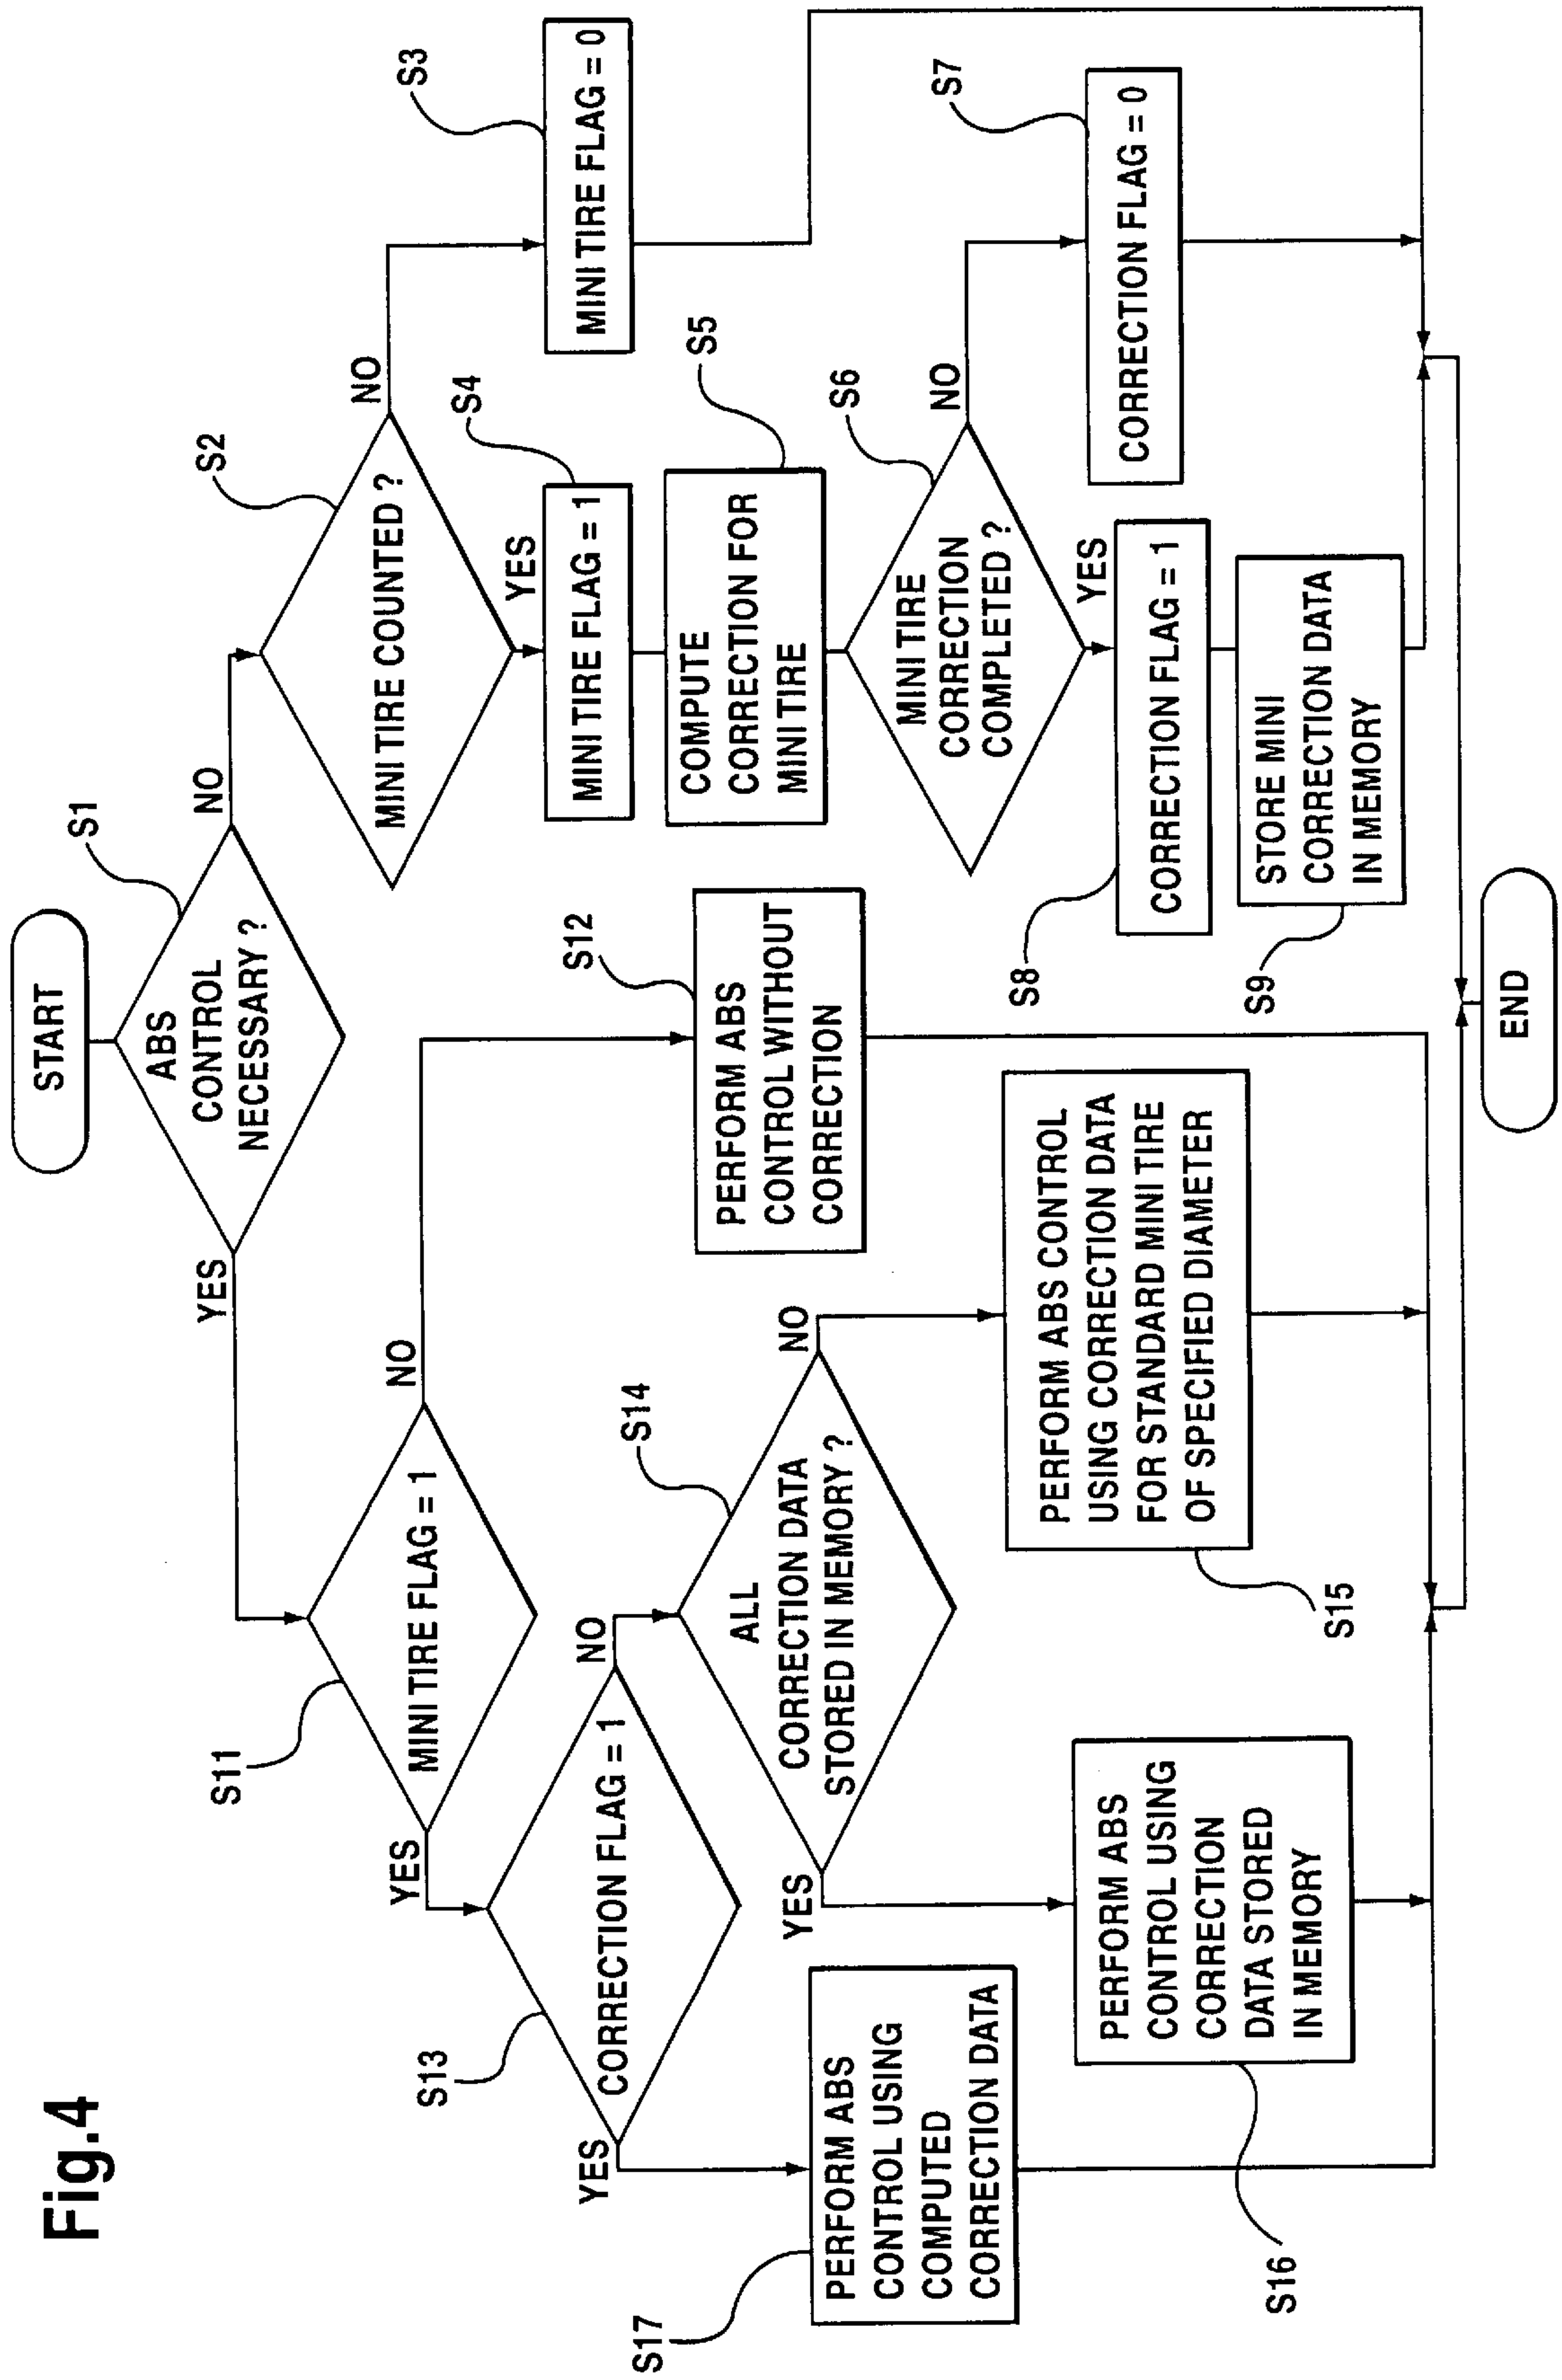 Fig.4
START
S1
ABS
CONTROL
NECESSARY ?
YES
NO
S2
MINI TIRE COUNTED ?
NO
YES
S3
MINI TIRE FLAG = 0
S4
MINI TIRE FLAG = 1
S5
COMPUTE
CORRECTION FOR
MINI TIRE
S6
MINI TIRE
CORRECTION
COMPLETED ?
NO
YES
S7
CORRECTION FLAG = 0
S8
CORRECTION FLAG = 1
S9
STORE MINI
CORRECTION DATA
IN MEMORY
S11
MINI TIRE FLAG = 1
YES
NO
S12
PERFORM ABS
CONTROL WITHOUT
CORRECTION
S13
CORRECTION FLAG = 1
YES
NO
S14
ALL
CORRECTION DATA
STORED IN MEMORY ?
YES
NO
S15
PERFORM ABS CONTROL
USING CORRECTION DATA
FOR STANDARD MINI TIRE
OF SPECIFIED DIAMETER
S16
PERFORM ABS
CONTROL USING
CORRECTION
DATA STORED
IN MEMORY
S17
PERFORM ABS
CONTROL USING
COMPUTED
CORRECTION DATA
END